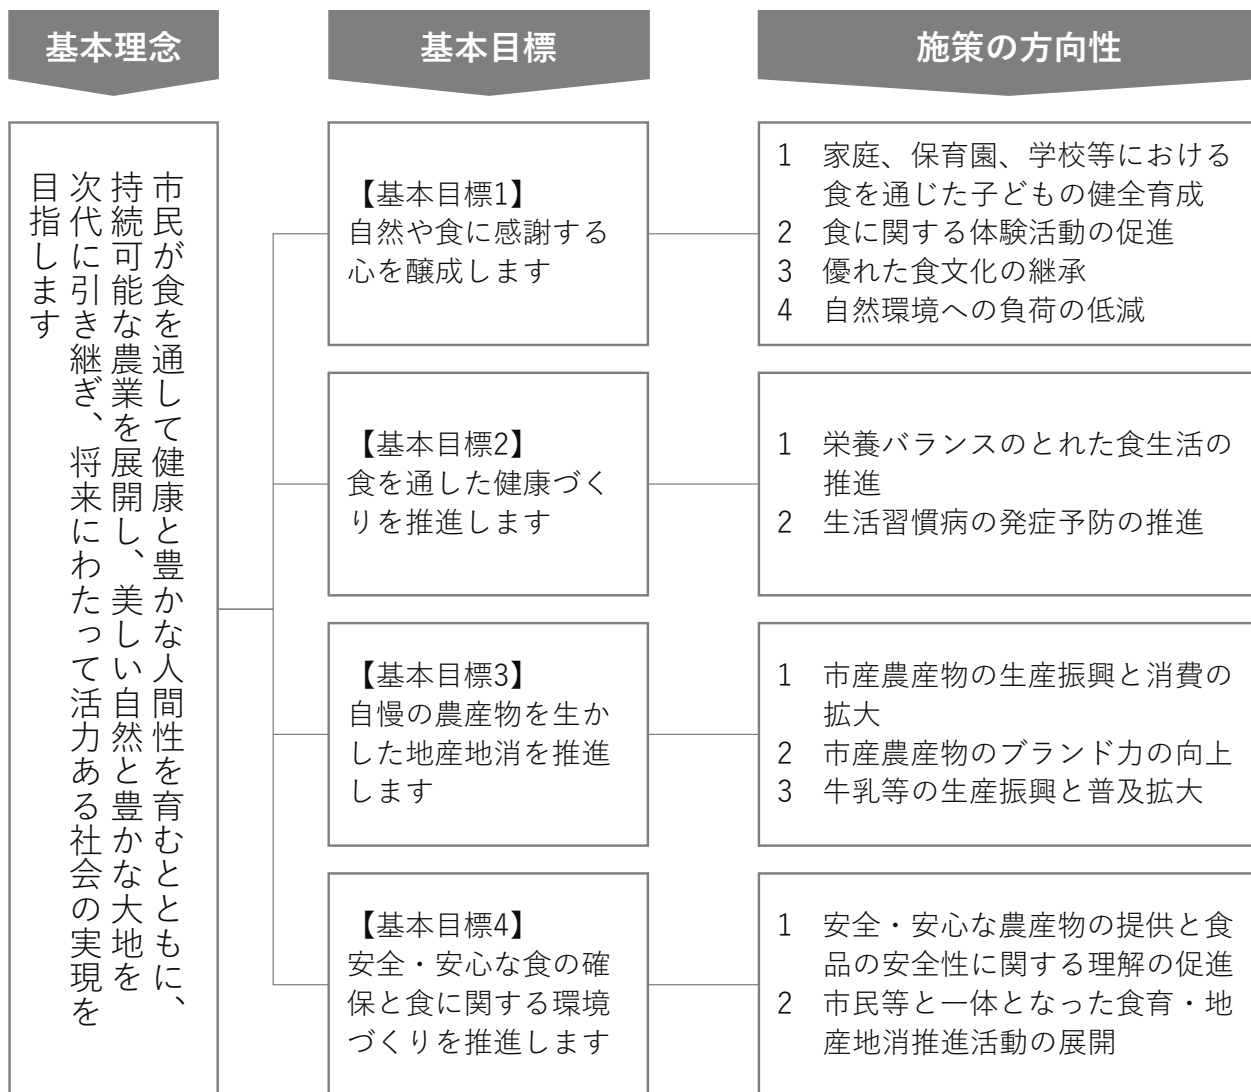 基本理念
基本目標
施策の方向性
市民が食を通して健康と豊かな人間性を育むとともに、
持続可能な農業を展開し、美しい自然と豊かな大地を
次代に引き継ぎ、将来にわたって活力ある社会の実現を
目指します
【基本目標1】
自然や食に感謝する
心を醸成します
1 家庭、保育園、学校等における
食を通じた子どもの健全育成
2 食に関する体験活動の促進
3 優れた食文化の継承
4 自然環境への負荷の低減
【基本目標2】
食を通した健康づく
りを推進します
1 栄養バランスのとれた食生活の
推進
2 生活習慣病の発症予防の推進
【基本目標3】
自慢の農産物を生か
した地産地消を推進
します
1 市産農産物の生産振興と消費の
拡大
2 市産農産物のブランド力の向上
3 牛乳等の生産振興と普及拡大
【基本目標4】
安全・安心な食の確
保と食に関する環境
づくりを推進します
1 安全・安心な農産物の提供と食
品の安全性に関する理解の促進
2 市民等と一体となった食育・地
産地消推進活動の展開